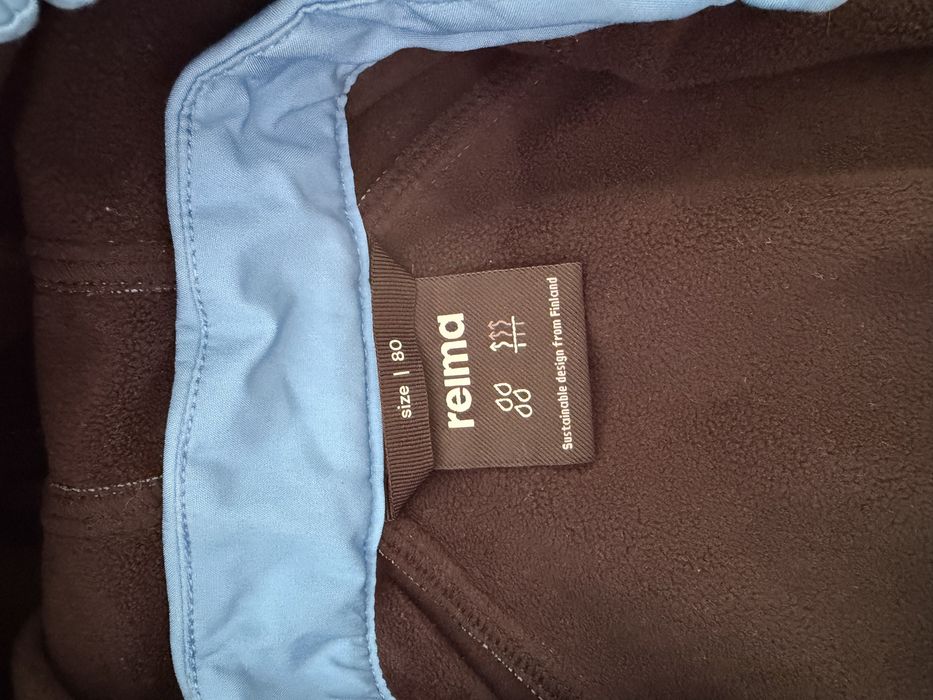 size | 80
reima
Sustainable design from Finland